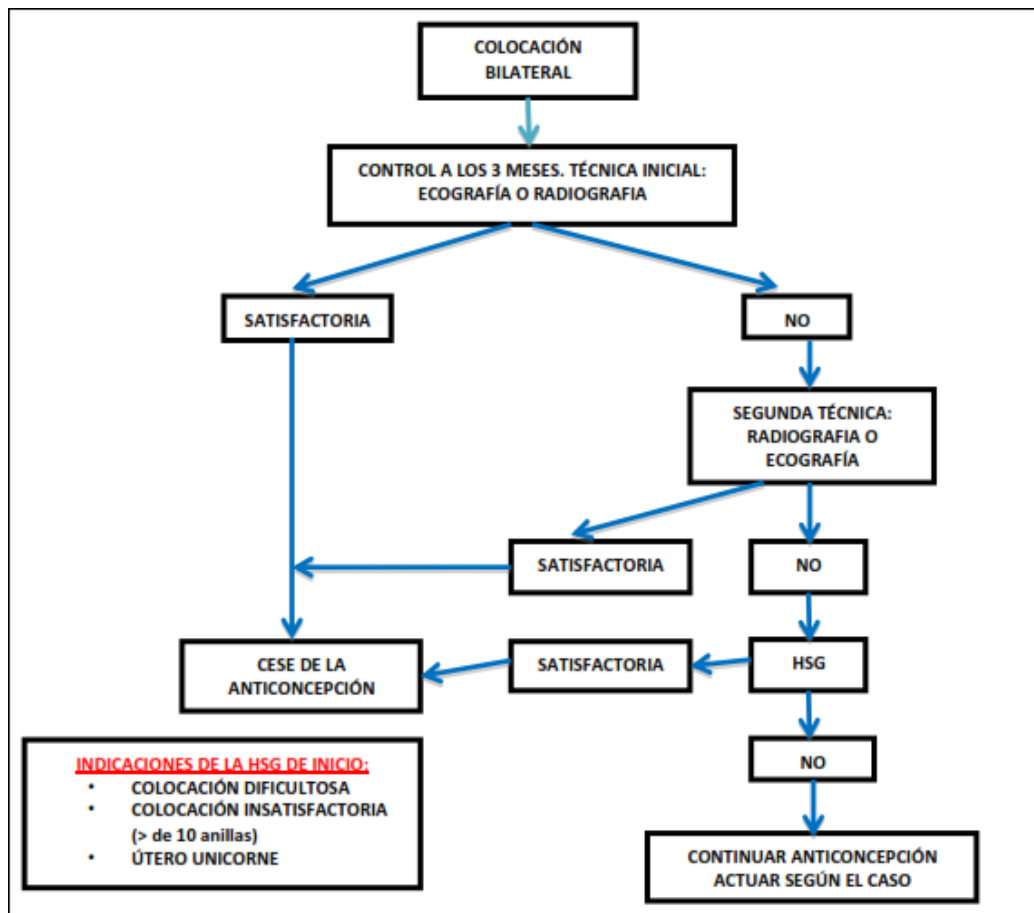 COLOCACIÓN
BILATERAL
CONTROL A LOS 3 MESES. TÉCNICA INICIAL:
ECOGRAFÍA O RADIOGRAFIA
SATISFACTORIA
NO
SEGUNDA TÉCNICA:
RADIOGRAFIA O
ECOGRAFÍA
SATISFACTORIA
NO
CESE DE LA
ANTICONCEPCIÓN
SATISFACTORIA
HSG
NO
INDICACIONES DE LA HSG DE INICIO:
• COLOCACIÓN DIFICULTOSA
• COLOCACIÓN INSATISFACTORIA
(> de 10 anillas)
• ÚTERO UNICORNE
CONTINUAR ANTICONCEPCIÓN
ACTUAR SEGÚN EL CASO